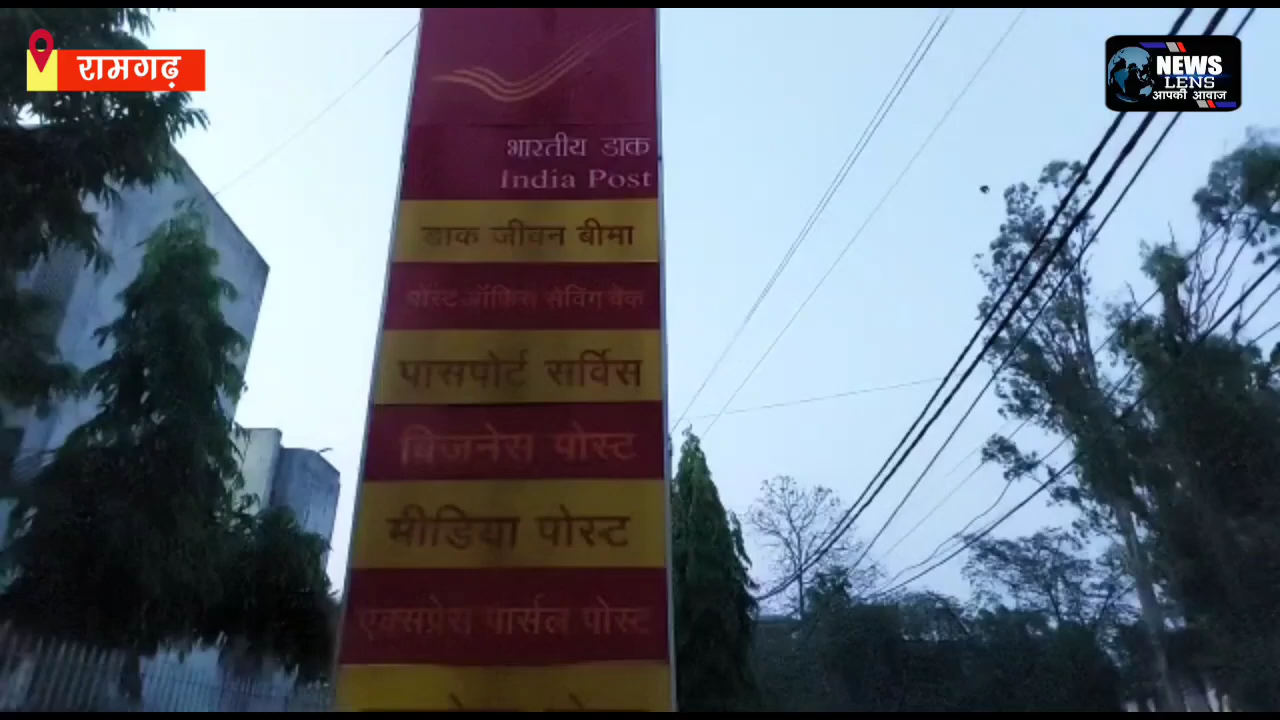 रामगढ़
NEWS
LENS
आपकी आवाज
भारतीय डाक
India Post
डाक जीवन बीमा
पोस्ट ऑफिस सेविंग बैंक
पासपोर्ट सर्विस
बिजनेस पोस्ट
मीडिया पोस्ट
एक्सप्रेस पार्सल पोस्ट